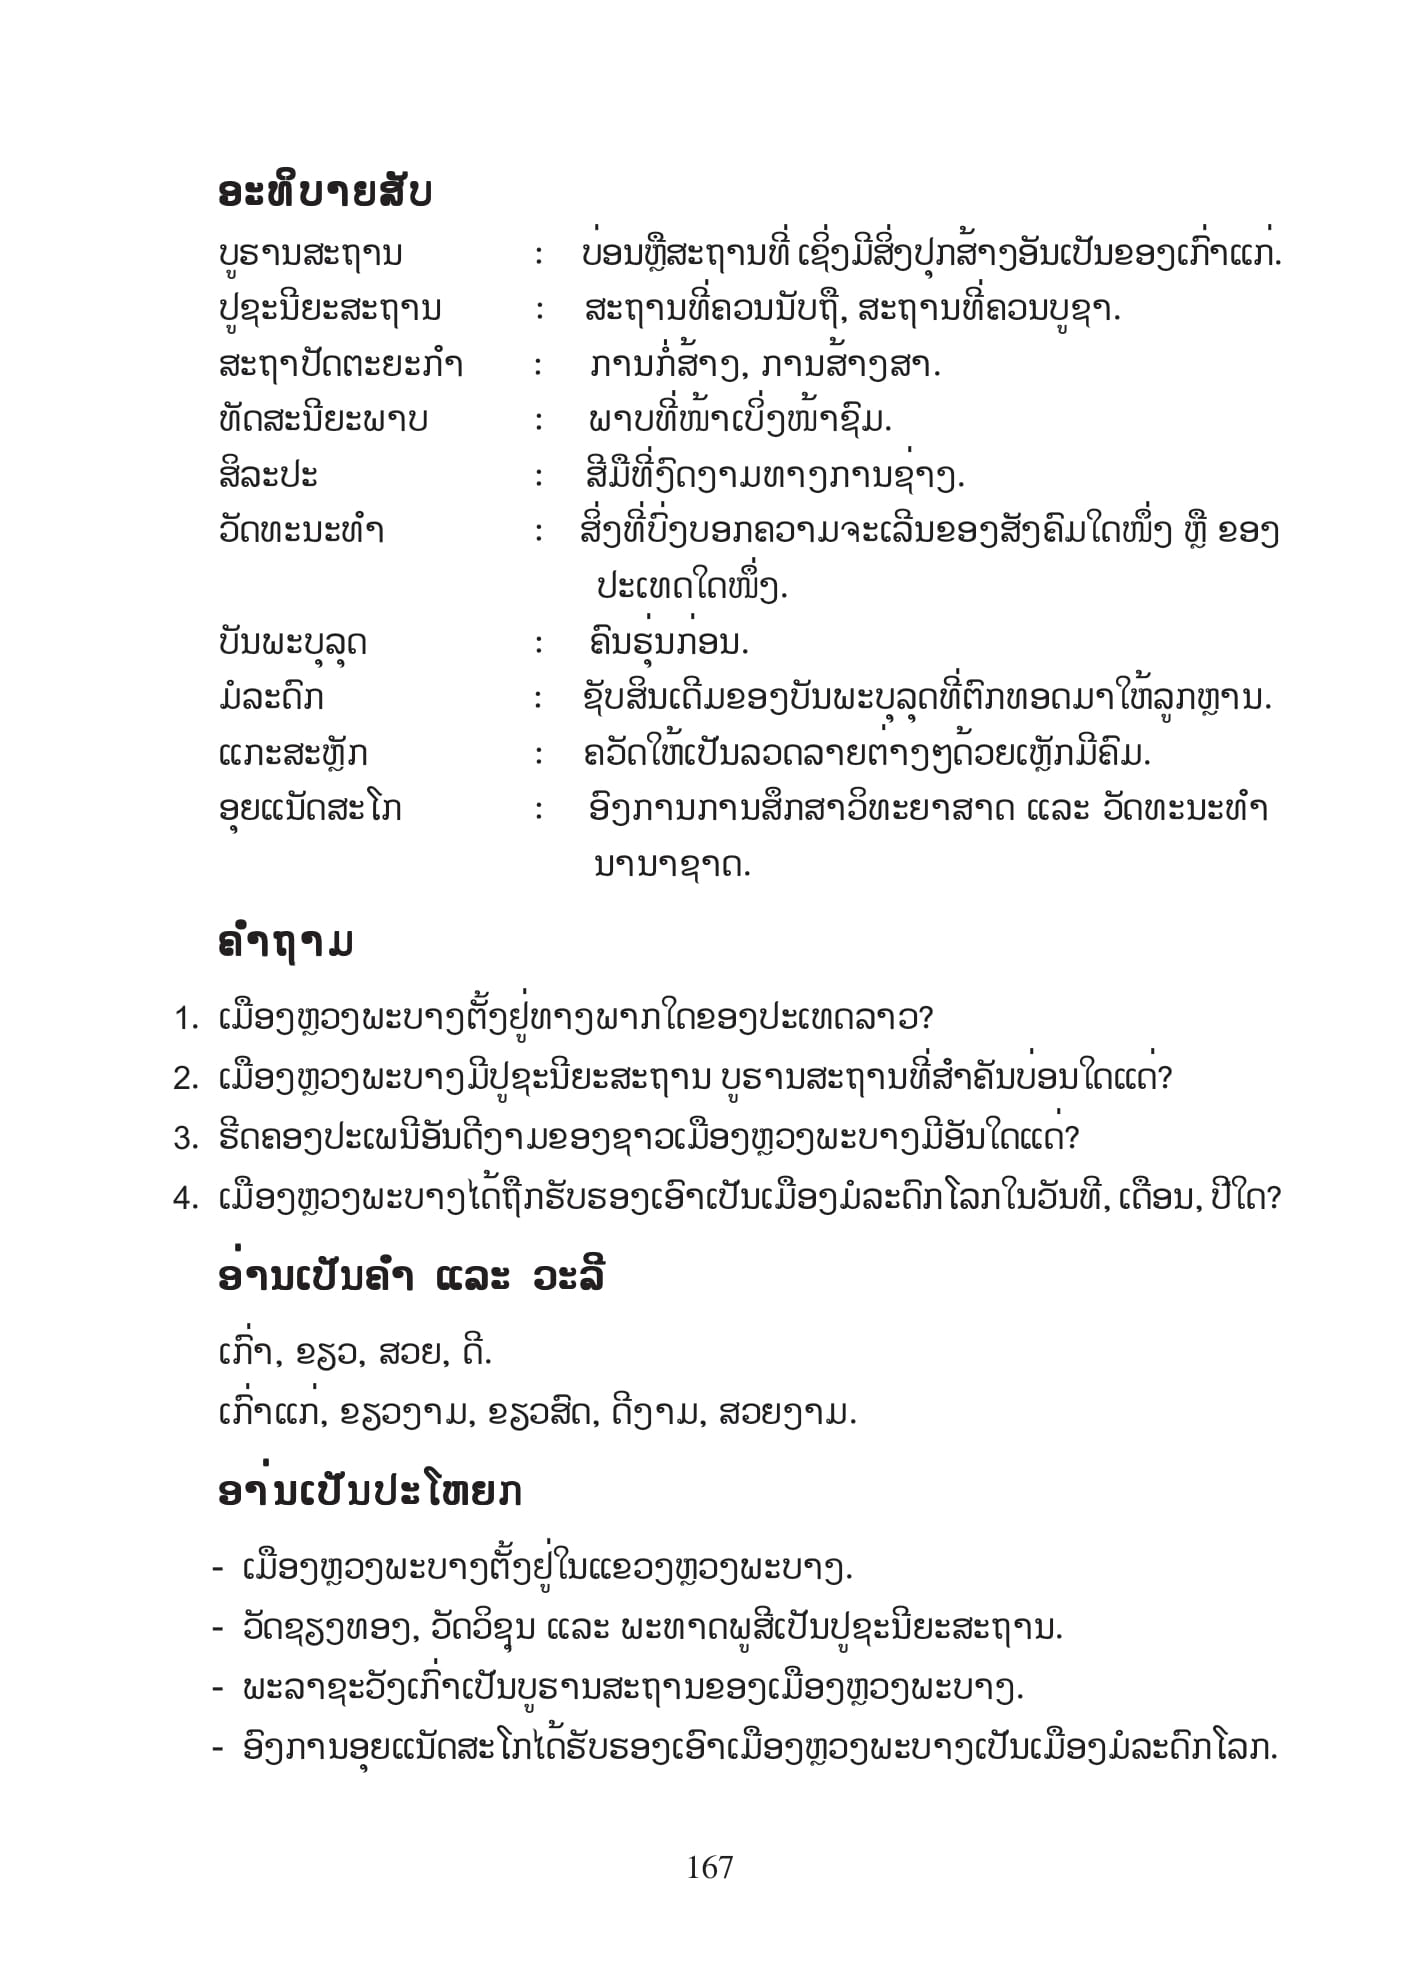 ອະທິບາຍສັບ
ບູຮານສະຖານ : ບ່ອນຫຼືສະຖານທີ່ ເຊິ່ງມີສິ່ງປຸກສ້າງອັນເປັນຂອງເກົ່າແກ່.
ປູຊະນີຍະສະຖານ : ສະຖານທີ່ຄວນນັບຖື, ສະຖານທີ່ຄວນບູຊາ.
ສະຖາປັດຕະຍະກຳ : ການກໍ່ສ້າງ, ການສ້າງສາ.
ທັດສະນີຍະພາບ : ພາບທີ່ໜ້າເບິ່ງໜ້າຊົມ.
ສິລະປະ : ສີມືທີ່ງົດງາມທາງການຊ່າງ.
ວັດທະນະທຳ : ສິ່ງທີ່ບົ່ງບອກຄວາມຈະເລີນຂອງສັງຄົມໃດໜຶ່ງ ຫຼື ຂອງ
ປະເທດໃດໜຶ່ງ.
ບັນພະບຸລຸດ : ຄົນຮຸ່ນກ່ອນ.
ມໍລະດົກ : ຊັບສິນເດີມຂອງບັນພະບຸລຸດທີ່ຕົກທອດມາໃຫ້ລູກຫຼານ.
ແກະສະຫຼັກ : ຄວັດໃຫ້ເປັນລວດລາຍຕ່າງໆດ້ວຍເຫຼັກມີຄົມ.
ອຸຍແນັດສະໂກ : ອົງການການສຶກສາວິທະຍາສາດ ແລະ ວັດທະນະທຳ
ນານາຊາດ.
ຄຳຖາມ
1. ເມືອງຫຼວງພະບາງຕັ້ງຢູ່ທາງພາກໃດຂອງປະເທດລາວ?
2. ເມືອງຫຼວງພະບາງມີປູຊະນີຍະສະຖານ ບູຮານສະຖານທີ່ສຳຄັນບ່ອນໃດແດ່?
3. ຮີດຄອງປະເພນີອັນດີງາມຂອງຊາວເມືອງຫຼວງພະບາງມີອັນໃດແດ່?
4. ເມືອງຫຼວງພະບາງໄດ້ຖືກຮັບຮອງເອົາເປັນເມືອງມໍລະດົກໂລກໃນວັນທີ, ເດືອນ, ປີໃດ?
ອ່ານເປັນຄຳ ແລະ ວະລີ
ເກົ່າ, ຂຽວ, ສວຍ, ດີ.
ເກົ່າແກ່, ຂຽວງາມ, ຂຽວສົດ, ດີງາມ, ສວຍງາມ.
ອາ່ນເປັນປະໂຫຍກ
- ເມືອງຫຼວງພະບາງຕັ້ງຢູ່ໃນແຂວງຫຼວງພະບາງ.
- ວັດຊຽງທອງ, ວັດວິຊຸນ ແລະ ພະທາດພູສີເປັນປູຊະນີຍະສະຖານ.
- ພະລາຊະວັງເກົ່າເປັນບູຮານສະຖານຂອງເມືອງຫຼວງພະບາງ.
- ອົງການອຸຍແນັດສະໂກໄດ້ຮັບຮອງເອົາເມືອງຫຼວງພະບາງເປັນເມືອງມໍລະດົກໂລກ.
167